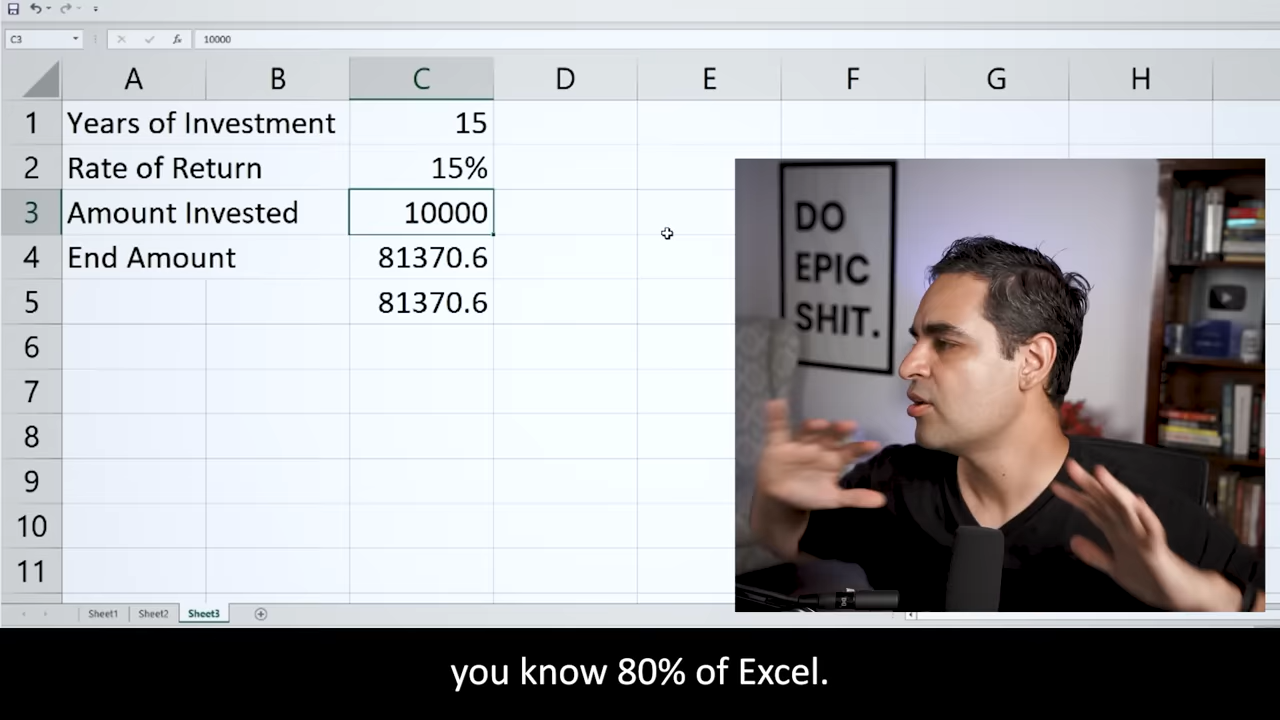 C3
fx
10000
A B C D E F G H
1 Years of Investment 15
2 Rate of Return 15%
3 Amount Invested 10000
4 End Amount 81370.6
5 81370.6
6
7
8
9
10
11
DO
EPIC
SHIT.
Sheet1 Sheet2 Sheet3
you know 80% of Excel.